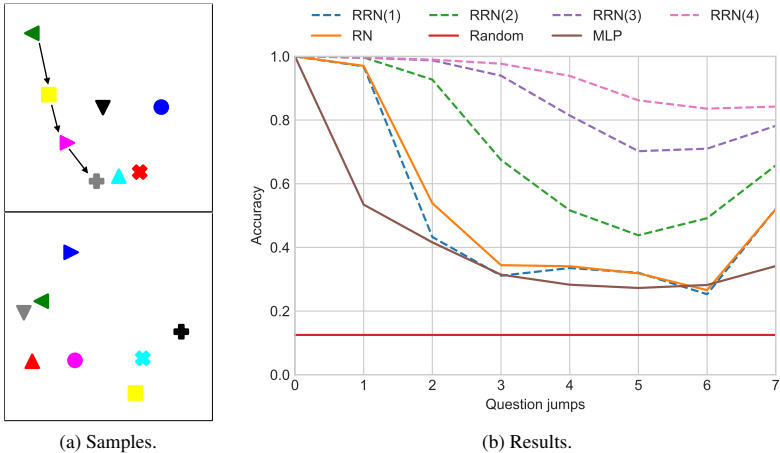 RRN(1) RRN(2) RRN(3) RRN(4)
RN Random MLP
1.0
0.8
0.6
0.4
0.2
0.0
Accuracy
0 1 2 3 4 5 6 7
Question jumps
(a) Samples. (b) Results.